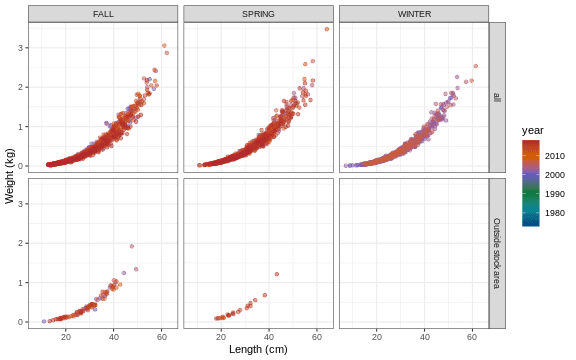 FALL SPRING WINTER
3
2
1
0
all
3
2
1
0
Outside stock area
Weight (kg)
20 40 60 20 40 60 20 40 60
Length (cm)
year
2010
2000
1990
1980